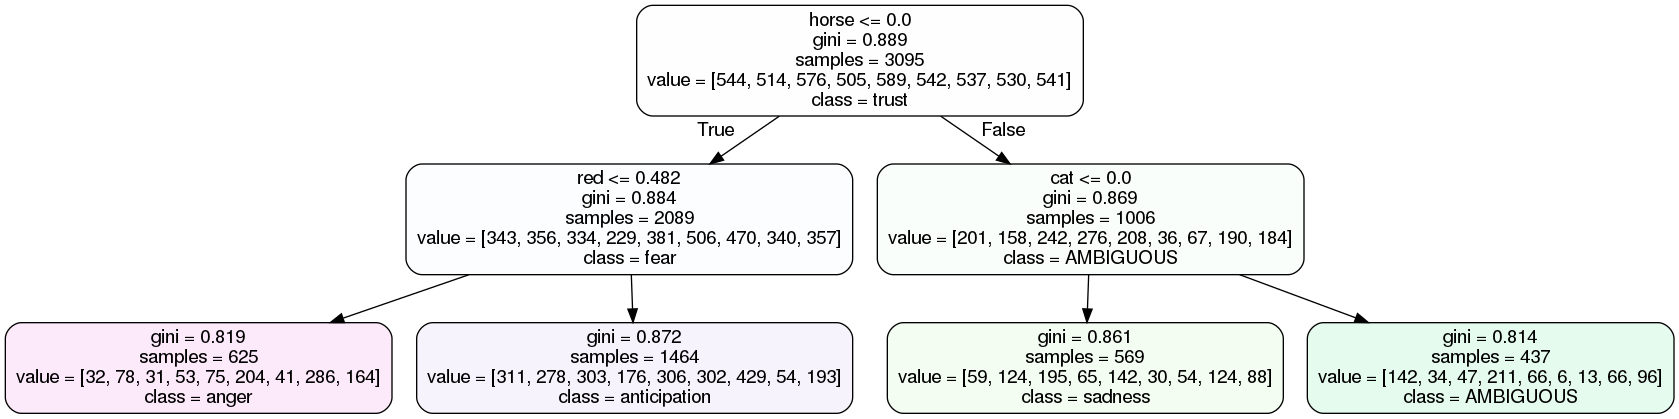 horse <= 0.0
gini = 0.889
samples = 3095
value = [544, 514, 576, 505, 589, 542, 537, 530, 541]
class = trust
True
False
red <= 0.482
gini = 0.884
samples = 2089
value = [343, 356, 334, 229, 381, 506, 470, 340, 357]
class = fear
cat <= 0.0
gini = 0.869
samples = 1006
value = [201, 158, 242, 276, 208, 36, 67, 190, 184]
class = AMBIGUOUS
gini = 0.819
samples = 625
value = [32, 78, 31, 53, 75, 204, 41, 286, 164]
class = anger
gini = 0.872
samples = 1464
value = [311, 278, 303, 176, 306, 302, 429, 54, 193]
class = anticipation
gini = 0.861
samples = 569
value = [59, 124, 195, 65, 142, 30, 54, 124, 88]
class = sadness
gini = 0.814
samples = 437
value = [142, 34, 47, 211, 66, 6, 13, 66, 96]
class = AMBIGUOUS